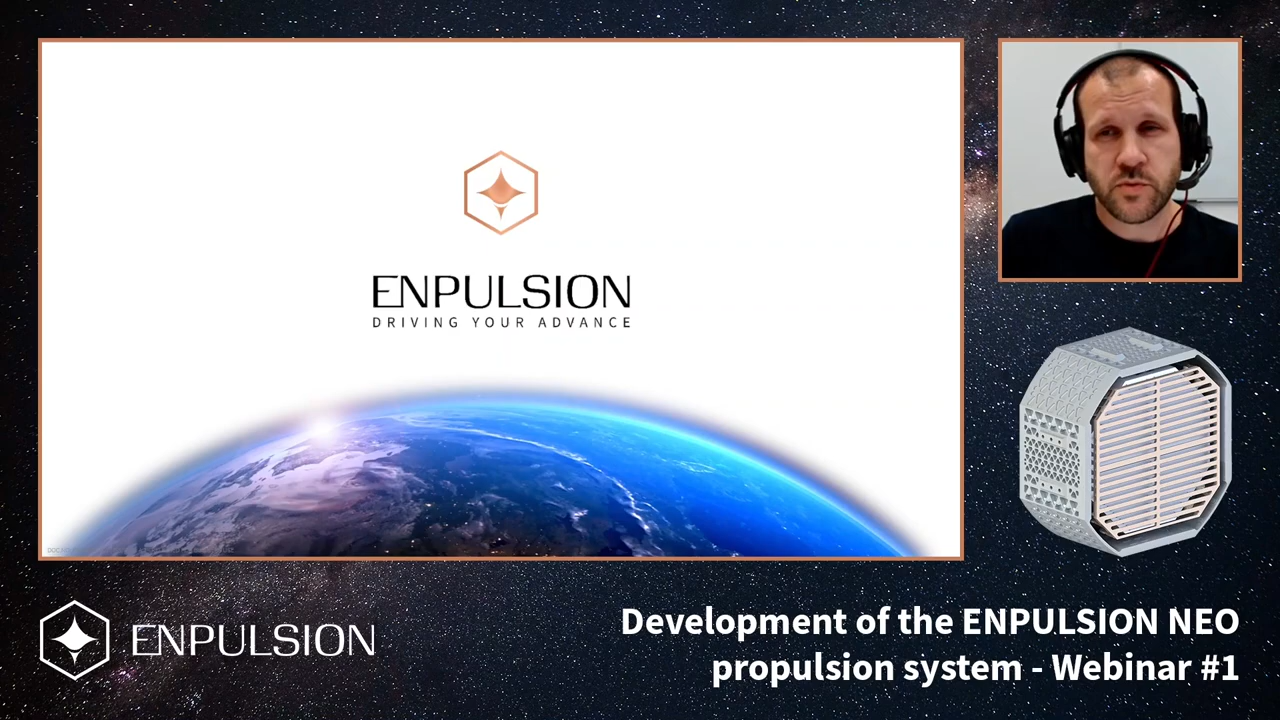 ENPULSION
DRIVING YOUR ADVANCE
ENPULSION
Development of the ENPULSION NEO
propulsion system - Webinar #1